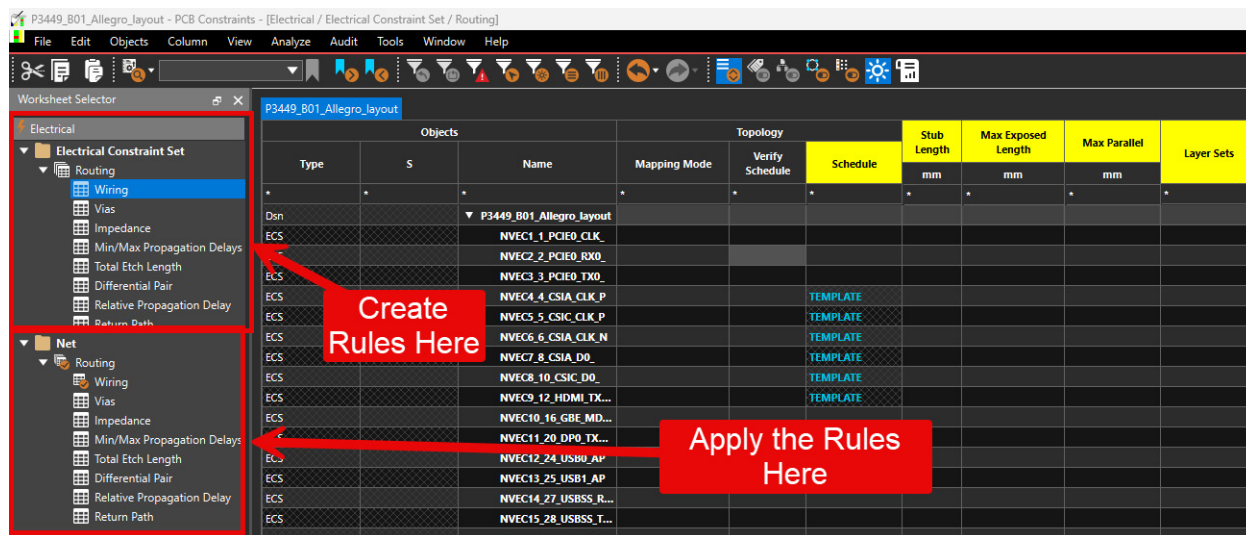 P3449_B01_Allegro_layout - PCB Constraints - [Electrical / Electrical Constraint Set / Routing]
File Edit Objects Column View Analyze Audit Tools Window Help
Worksheet Selector
Electrical
Electrical Constraint Set
Routing
Wiring
Vias
Impedance
Min/Max Propagation Delays
Total Etch Length
Differential Pair
Relative Propagation Delay
Return Path
Net
Routing
Wiring
Vias
Impedance
Min/Max Propagation Delays
Total Etch Length
Differential Pair
Relative Propagation Delay
Return Path
P3449_B01_Allegro_layout
Objects Topology Stub Length Max Exposed Length Max Parallel Layer Sets
Type S Name Mapping Mode Verify Schedule Schedule mm mm mm
* * * * * * * * * *
Dsn P3449_B01_Allegro_layout
ECS NVEC1_1_PCIE0_CLK_
NVEC2_2_PCIE0_RX0_
ECS NVEC3_3_PCIE0_TX0_
ECS NVEC4_4_CSIA_CLK_P TEMPLATE
ECS NVEC5_5_CSIC_CLK_P TEMPLATE
ECS NVEC6_6_CSIA_CLK_N TEMPLATE
ECS NVEC7_8_CSIA_D0_ TEMPLATE
ECS NVEC8_10_CSIC_D0_ TEMPLATE
ECS NVEC9_12_HDMI_TX... TEMPLATE
ECS NVEC10_16_GBE_MD...
NVEC11_20_DP0_TX...
ECS NVEC12_24_USB0_AP
ECS NVEC13_25_USB1_AP
ECS NVEC14_27_USBSS_R...
ECS NVEC15_28_USBSS_T...
Create
Rules Here
Apply the Rules
Here